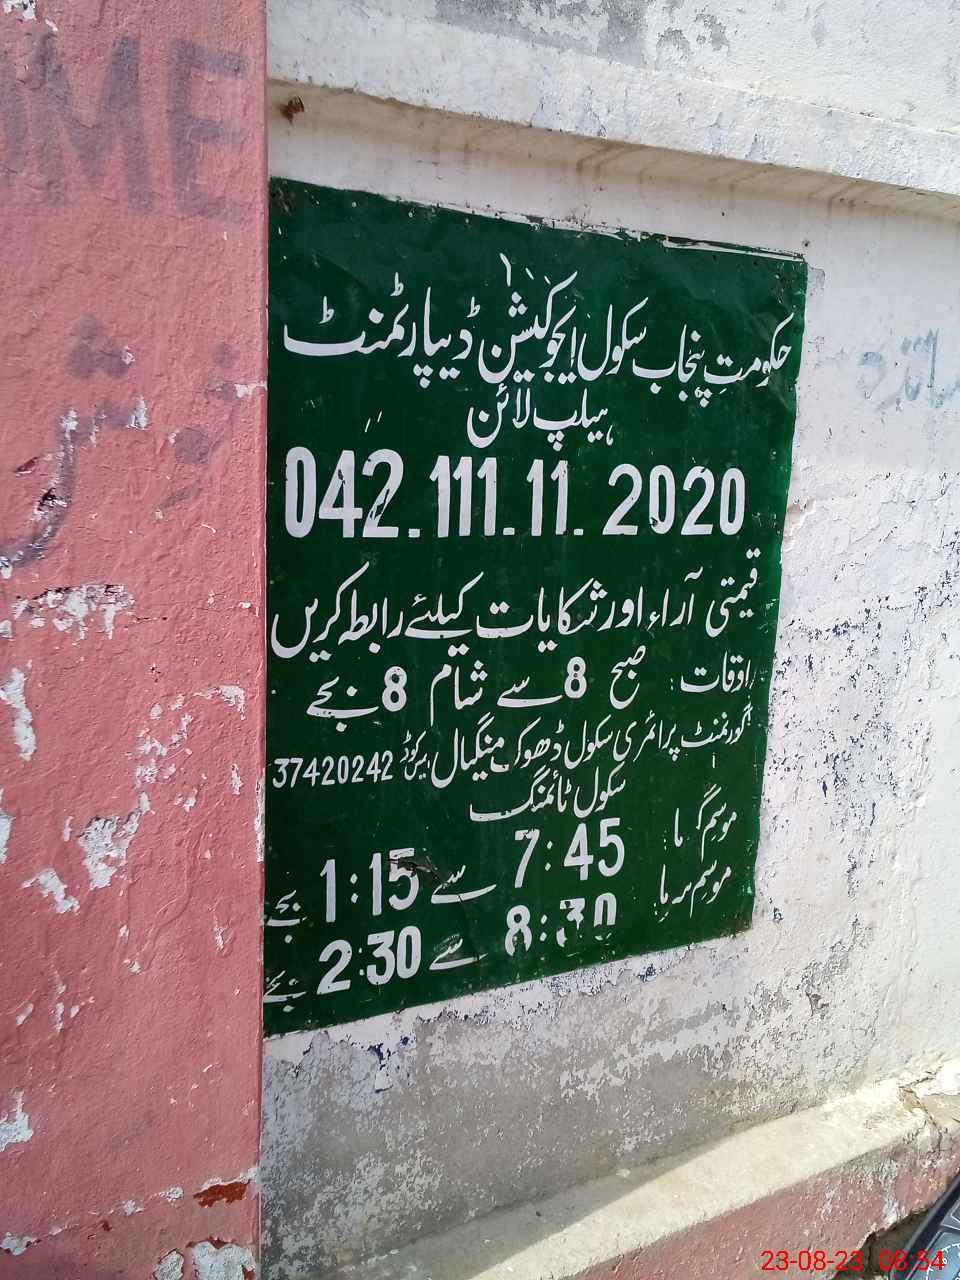 OME
حکومتِ پنجاب سکول ایجوکیشن ڈیپارٹمنٹ
ہیلپ لائن
042.111.11.2020
قیمتی آراء اور شکایات کیلئے رابطہ کریں
اوقات: صبح 8 سے شام 8 بجے
گورنمنٹ پرائمری سکول ڈھوک منگیال ایمس کوڈ 37420242
سکول ٹائمنگ
موسم گرما: 7:45 سے 1:15 بجے
موسم سرما: 8:30 سے 2:30 بجے
23-08-23 08:54